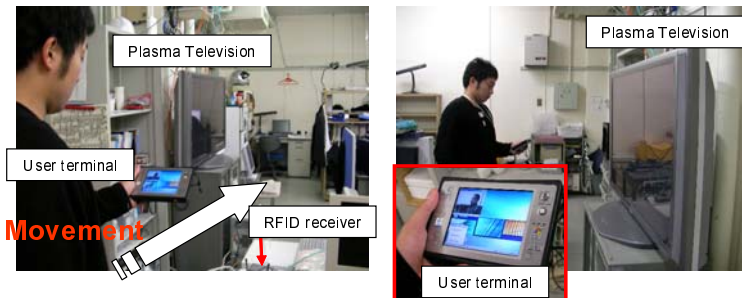 Plasma Television
User terminal
Movement
RFID receiver
Plasma Television
User terminal